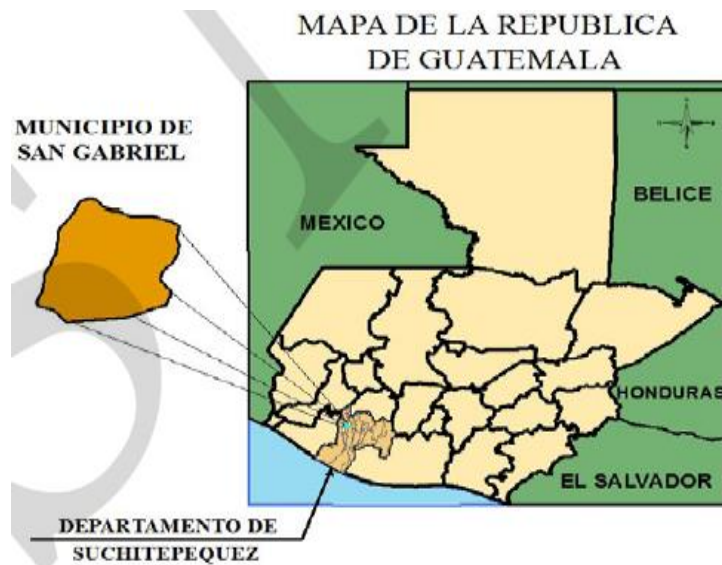 MAPA DE LA REPUBLICA
DE GUATEMALA
MUNICIPIO DE
SAN GABRIEL
BELICE
MEXICO
HONDURAS
EL SALVADOR
DEPARTAMENTO DE
SUCHITEPEQUEZ